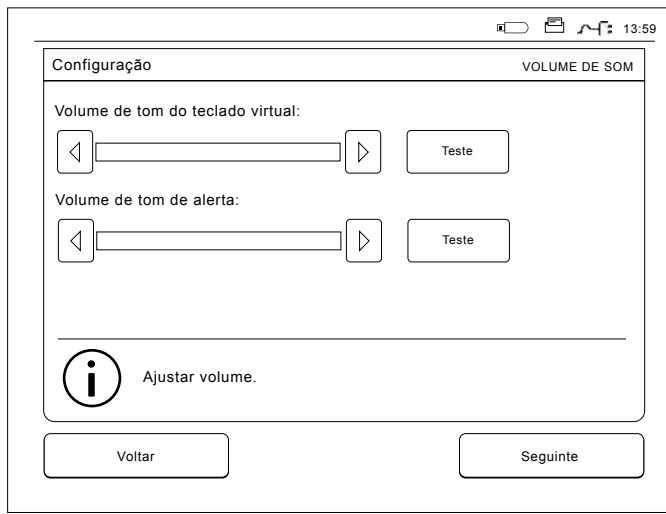 13:59
Configuração VOLUME DE SOM
Volume de tom do teclado virtual:
Teste
Volume de tom de alerta:
Teste
Ajustar volume.
Voltar Seguinte